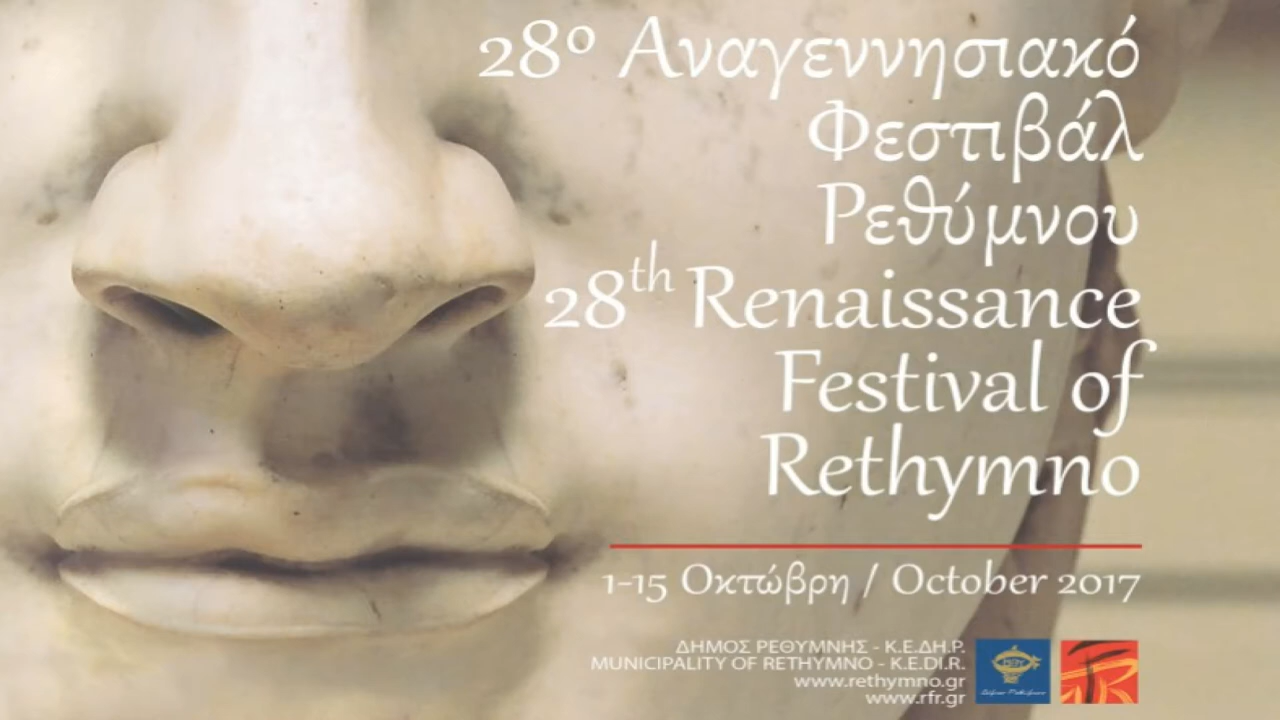 28ο Αναγεννησιακό
Φεστιβάλ
Ρεθύμνου
28th Renaissance
Festival of
Rethymno
1-15 Οκτώβρη / October 2017
ΔΗΜΟΣ ΡΕΘΥΜΝΗΣ - Κ.Ε.ΔΗ.Ρ.
MUNICIPALITY OF RETHYMNO - K.E.DI.R.
www.rethymno.gr
www.rfr.gr